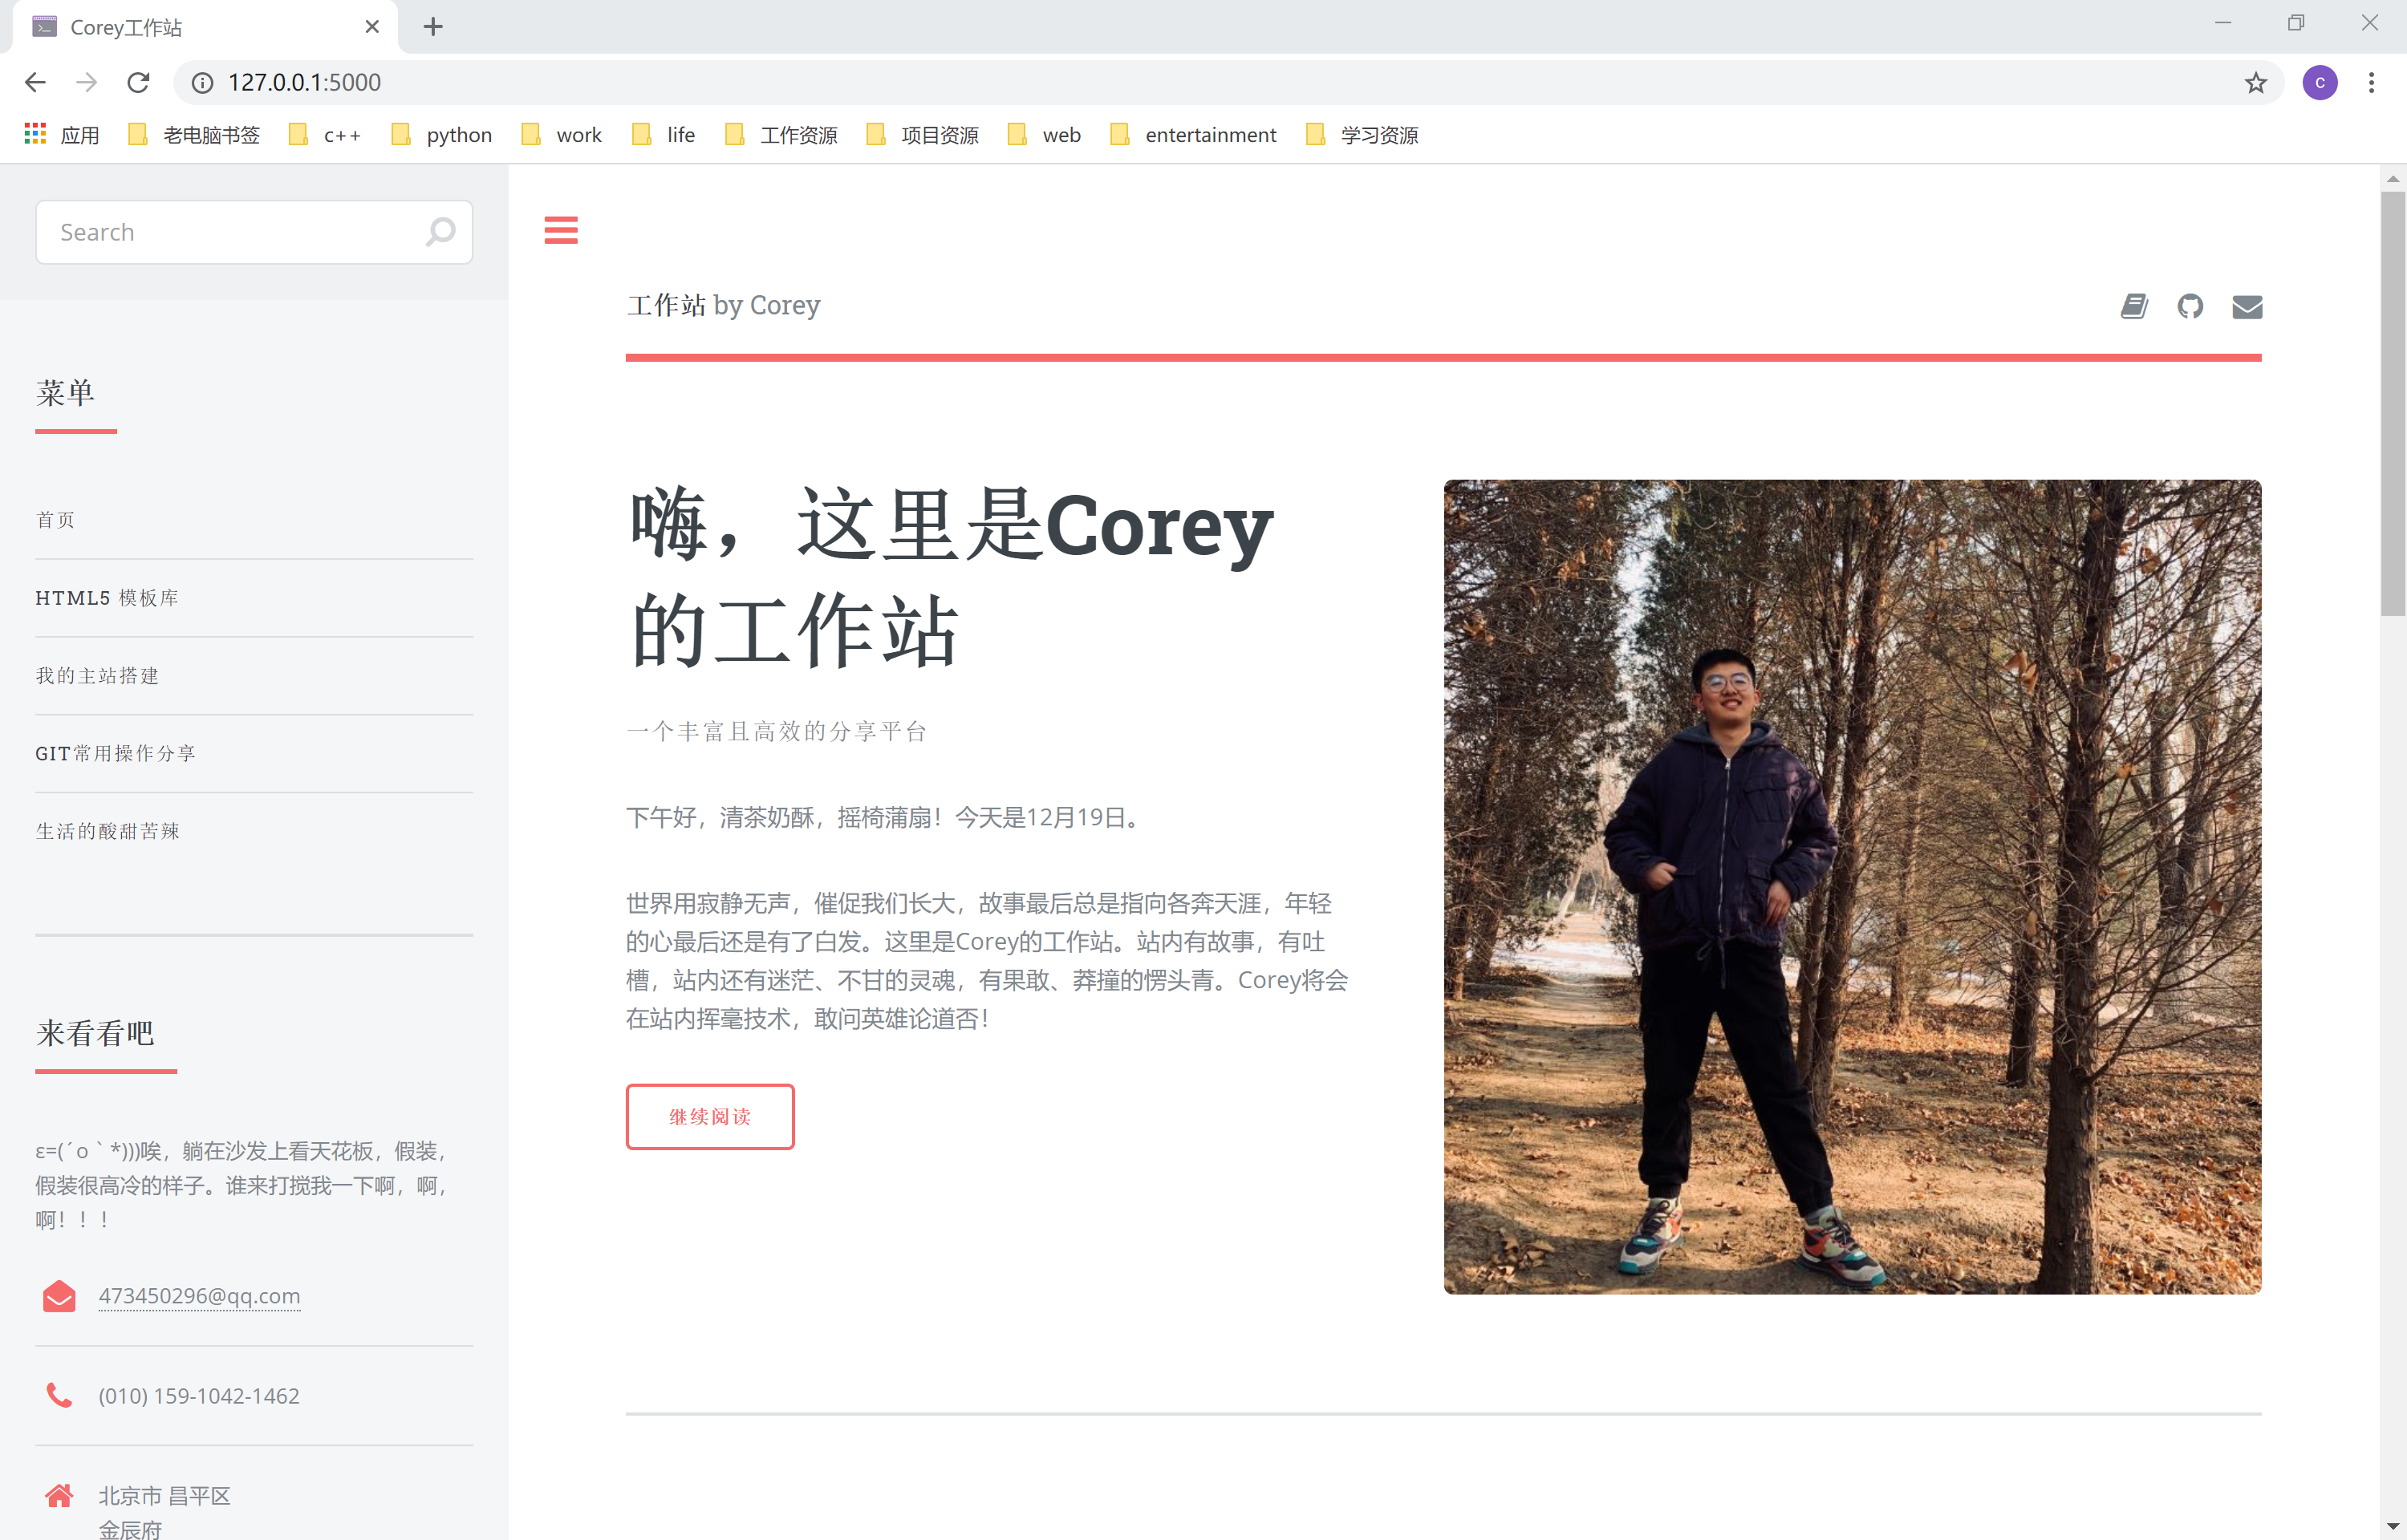 Corey工作站
127.0.0.1:5000
C
应用 老电脑书签 c++ python work life 工作资源 项目资源 web entertainment 学习资源
Search
菜单
首页
HTML5 模板库
我的主站搭建
GIT常用操作分享
生活的酸甜苦辣
来看看吧
ε=(´ο｀*)))唉，躺在沙发上看天花板，假装，
假装很高冷的样子。谁来打搅我一下啊，啊，
啊！！！
473450296@qq.com
(010) 159-1042-1462
北京市 昌平区
金辰府
工作站 by Corey
嗨，这里是Corey
的工作站
一个丰富且高效的分享平台
下午好，清茶奶酥，摇椅蒲扇！今天是12月19日。
世界用寂静无声，催促我们长大，故事最后总是指向各奔天涯，年轻
的心最后还是有了白发。这里是Corey的工作站。站内有故事，有吐
槽，站内还有迷茫、不甘的灵魂，有果敢、莽撞的愣头青。Corey将会
在站内挥毫技术，敢问英雄论道否！
继续阅读